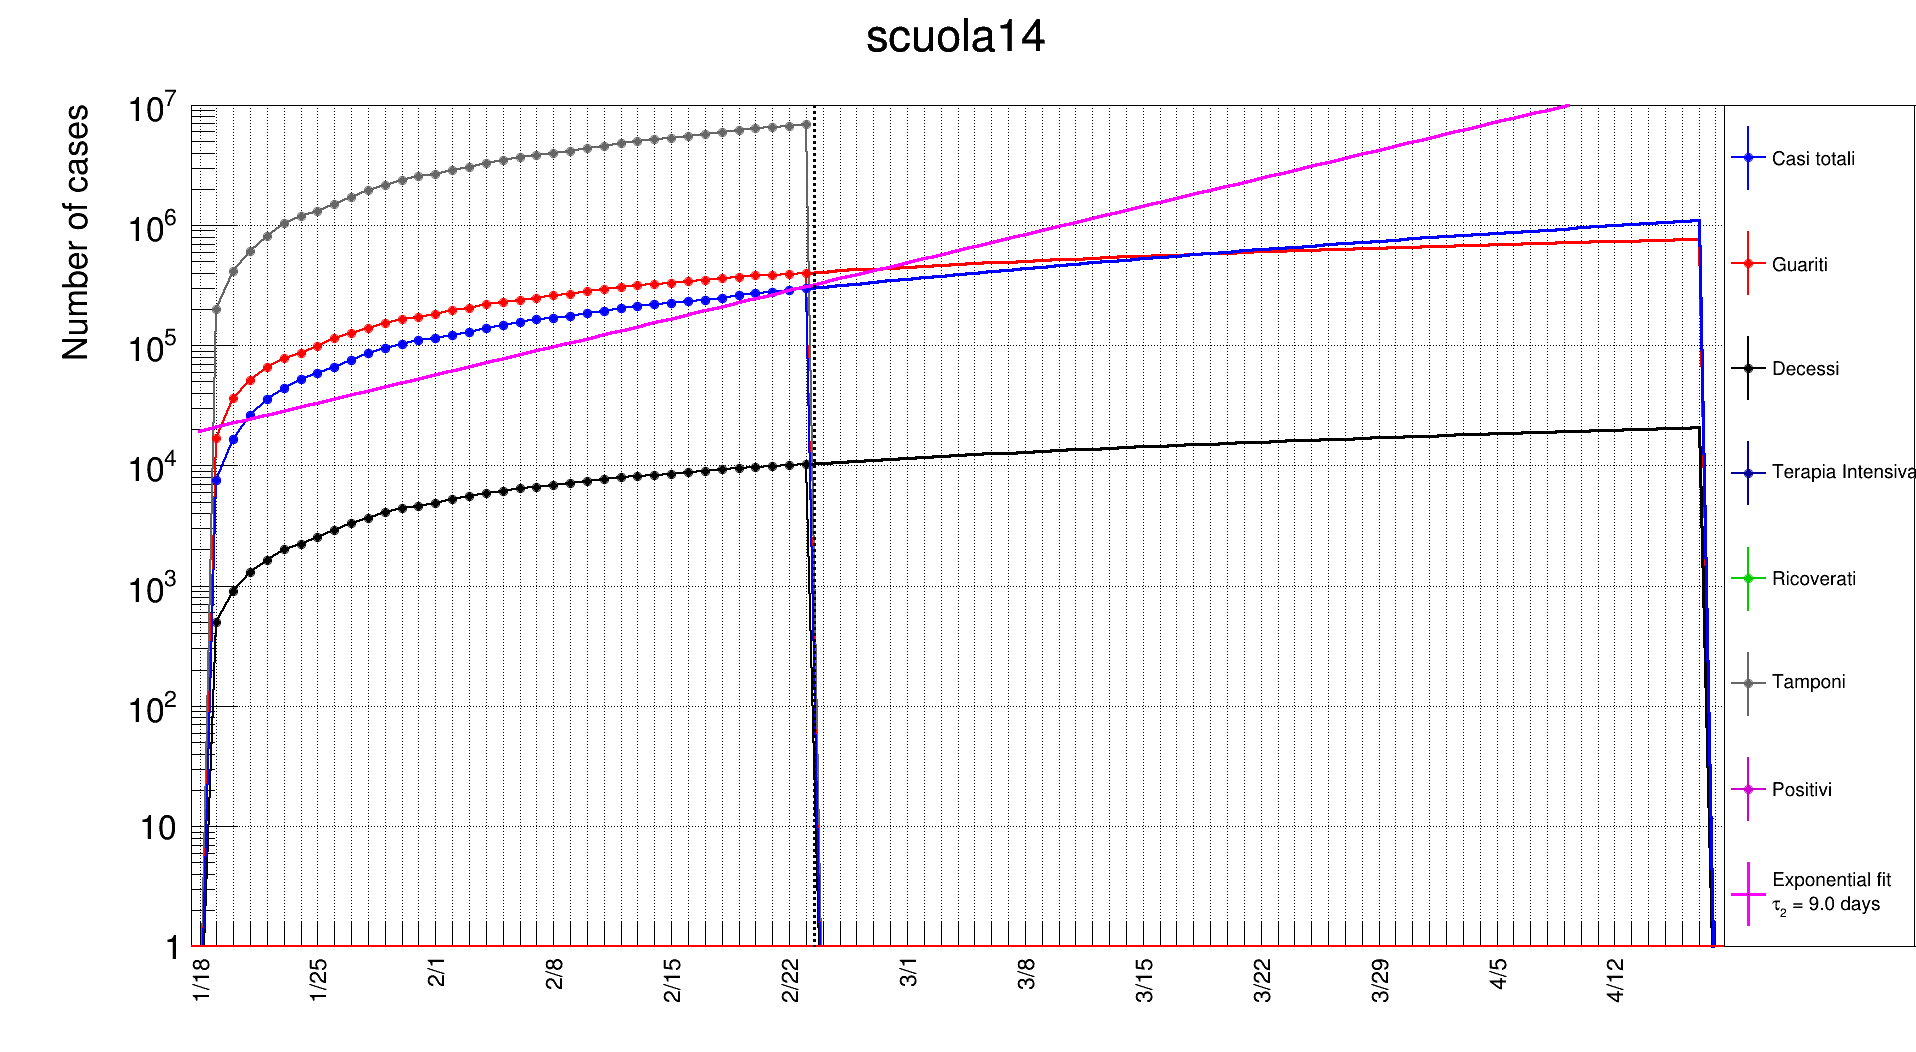 scuola14
Number of cases
10^7
10^6
10^5
10^4
10^3
10^2
10
1
1/18
1/25
2/1
2/8
2/15
2/22
3/1
3/8
3/15
3/22
3/29
4/5
4/12
Casi totali
Guariti
Decessi
Terapia Intensiva
Ricoverati
Tamponi
Positivi
Exponential fit
τ₂ = 9.0 days